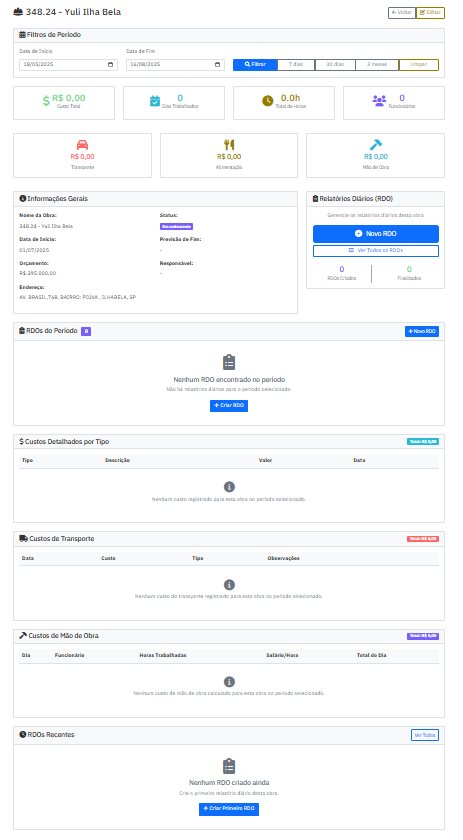 348.24 - Yuli Ilha Bela
Voltar
Editar
Filtros de Período
Data de Início
Data de Fim
18/05/2025
16/08/2025
Filtrar
7 dias
30 dias
3 meses
Limpar
R$ 0,00
Custo Total
0
Dias Trabalhados
0.0h
Total de Horas
0
Funcionários
R$ 0,00
Transporte
R$ 0,00
Alimentação
R$ 0,00
Mão de Obra
Informações Gerais
Nome da Obra:
Status:
348.24 - Yuli Ilha Bela
Em andamento
Data de Início:
Previsão de Fim:
01/07/2025
-
Orçamento:
Responsável:
R$ 395.000,00
-
Endereço:
AV. BRASIL,768, BAIRRO: PIUVA , ILHABELA, SP
Relatórios Diários (RDO)
Gerencie os relatórios diários desta obra
Novo RDO
Ver Todos os RDOs
0
RDOs Criados
0
Finalizados
RDOs do Período 0
+ Novo RDO
Nenhum RDO encontrado no período
Não há relatórios diários para o período selecionado.
+ Criar RDO
$ Custos Detalhados por Tipo
Total: R$ 0,00
Tipo Descrição Valor Data
Nenhum custo registrado para esta obra no período selecionado.
Custos de Transporte
Total: R$ 0,00
Data Custo Tipo Observações
Nenhum custo de transporte registrado para esta obra no período selecionado.
Custos de Mão de Obra
Total: R$ 0,00
Dia Funcionário Horas Trabalhadas Salário/Hora Total do Dia
Nenhum custo de mão de obra calculado para esta obra no período selecionado.
RDOs Recentes
Ver Todos
Nenhum RDO criado ainda
Crie o primeiro relatório diário desta obra.
+ Criar Primeiro RDO